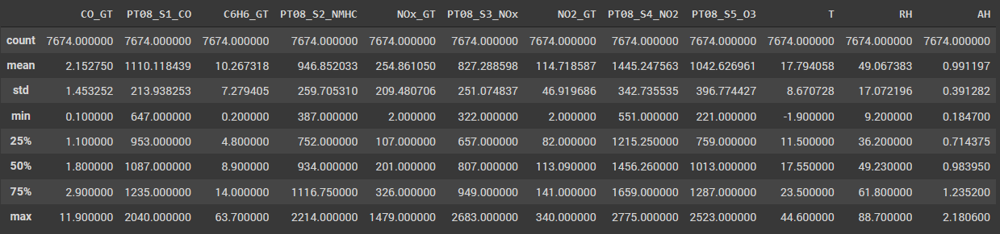 CO_GT PT08_S1_CO C6H6_GT PT08_S2_NMHC NOx_GT PT08_S3_NOx NO2_GT PT08_S4_NO2 PT08_S5_O3 T RH AH
count 7674.000000 7674.000000 7674.000000 7674.000000 7674.000000 7674.000000 7674.000000 7674.000000 7674.000000 7674.000000 7674.000000 7674.000000
mean 2.152750 1110.118439 10.267318 946.852033 254.861050 827.288598 114.718587 1445.247563 1042.626961 17.794058 49.067383 0.991197
std 1.453252 213.938253 7.279405 259.705310 209.480706 251.074837 46.919686 342.735535 396.774427 8.670728 17.072196 0.391282
min 0.100000 647.000000 0.200000 387.000000 2.000000 322.000000 2.000000 551.000000 221.000000 -1.900000 9.200000 0.184700
25% 1.100000 953.000000 4.800000 752.000000 107.000000 657.000000 82.000000 1215.250000 759.000000 11.500000 36.200000 0.714375
50% 1.800000 1087.000000 8.900000 934.000000 201.000000 807.000000 113.090000 1456.260000 1013.000000 17.550000 49.230000 0.983950
75% 2.900000 1235.000000 14.000000 1116.750000 326.000000 949.000000 141.000000 1659.000000 1287.000000 23.500000 61.800000 1.235200
max 11.900000 2040.000000 63.700000 2214.000000 1479.000000 2683.000000 340.000000 2775.000000 2523.000000 44.600000 88.700000 2.180600